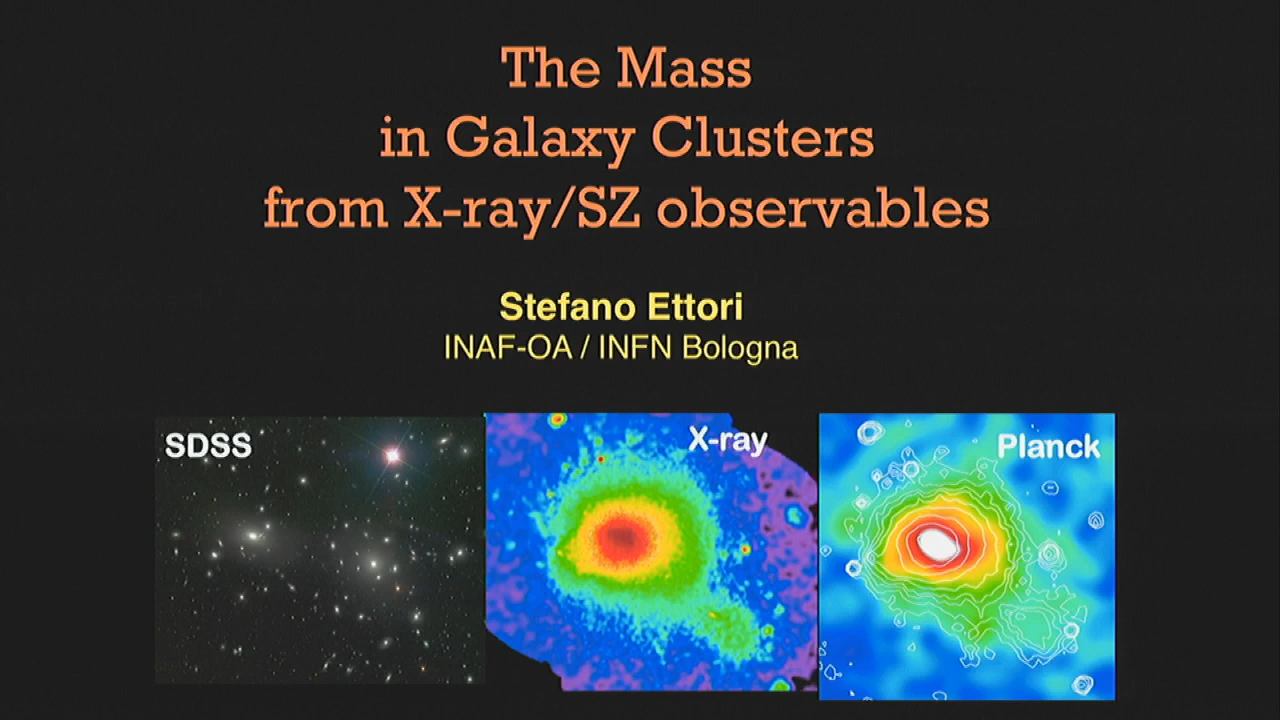 The Mass
in Galaxy Clusters
from X-ray/SZ observables
Stefano Ettori
INAF-OA / INFN Bologna
SDSS
X-ray
Planck